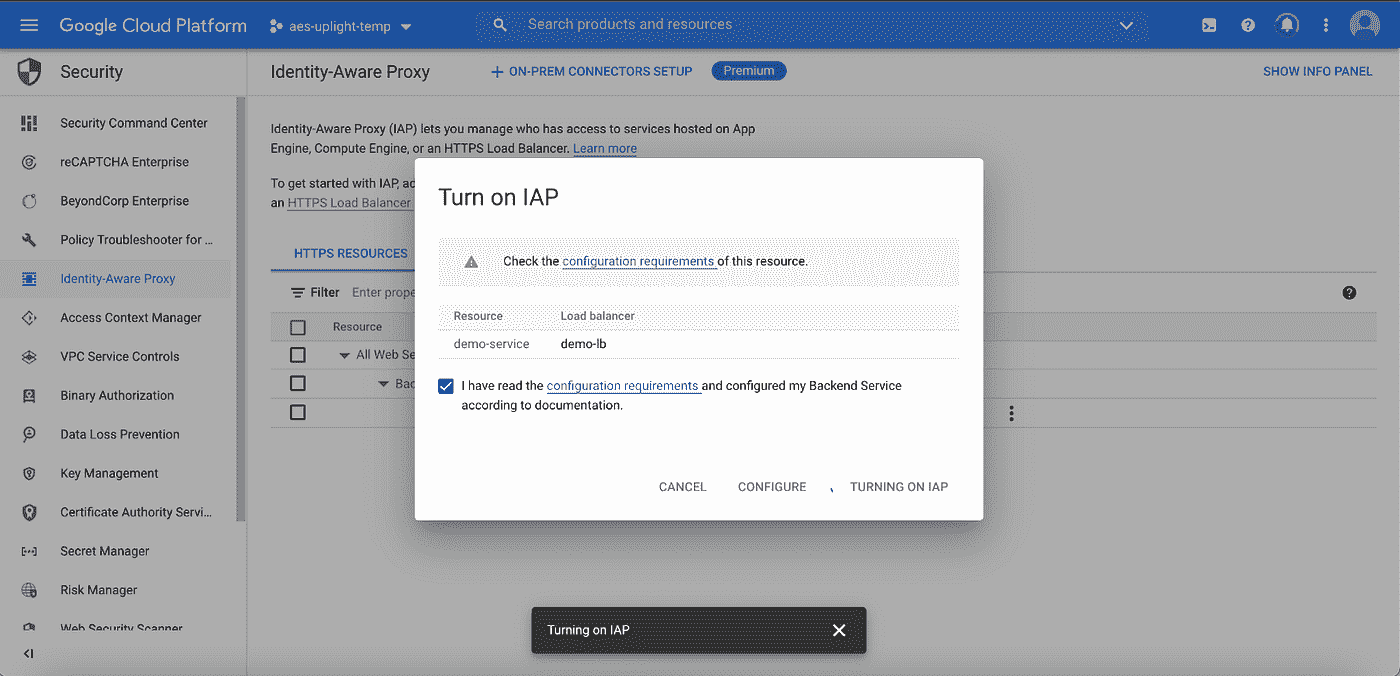 Google Cloud Platform
aes-uplight-temp
Search products and resources
Security
Identity-Aware Proxy
ON-PREM CONNECTORS SETUP
Premium
SHOW INFO PANEL
Security Command Center
reCAPTCHA Enterprise
BeyondCorp Enterprise
Policy Troubleshooter for ...
Identity-Aware Proxy
Access Context Manager
VPC Service Controls
Binary Authorization
Data Loss Prevention
Key Management
Certificate Authority Servi...
Secret Manager
Risk Manager
Web Security Scanner
Identity-Aware Proxy (IAP) lets you manage who has access to services hosted on App
Engine, Compute Engine, or an HTTPS Load Balancer. Learn more
To get started with IAP, ad
an HTTPS Load Balancer
HTTPS RESOURCES
Filter Enter prope
Resource
All Web Se
Bac
Turn on IAP
Check the configuration requirements of this resource.
Resource Load balancer
demo-service demo-lb
I have read the configuration requirements and configured my Backend Service
according to documentation.
CANCEL CONFIGURE TURNING ON IAP
Turning on IAP